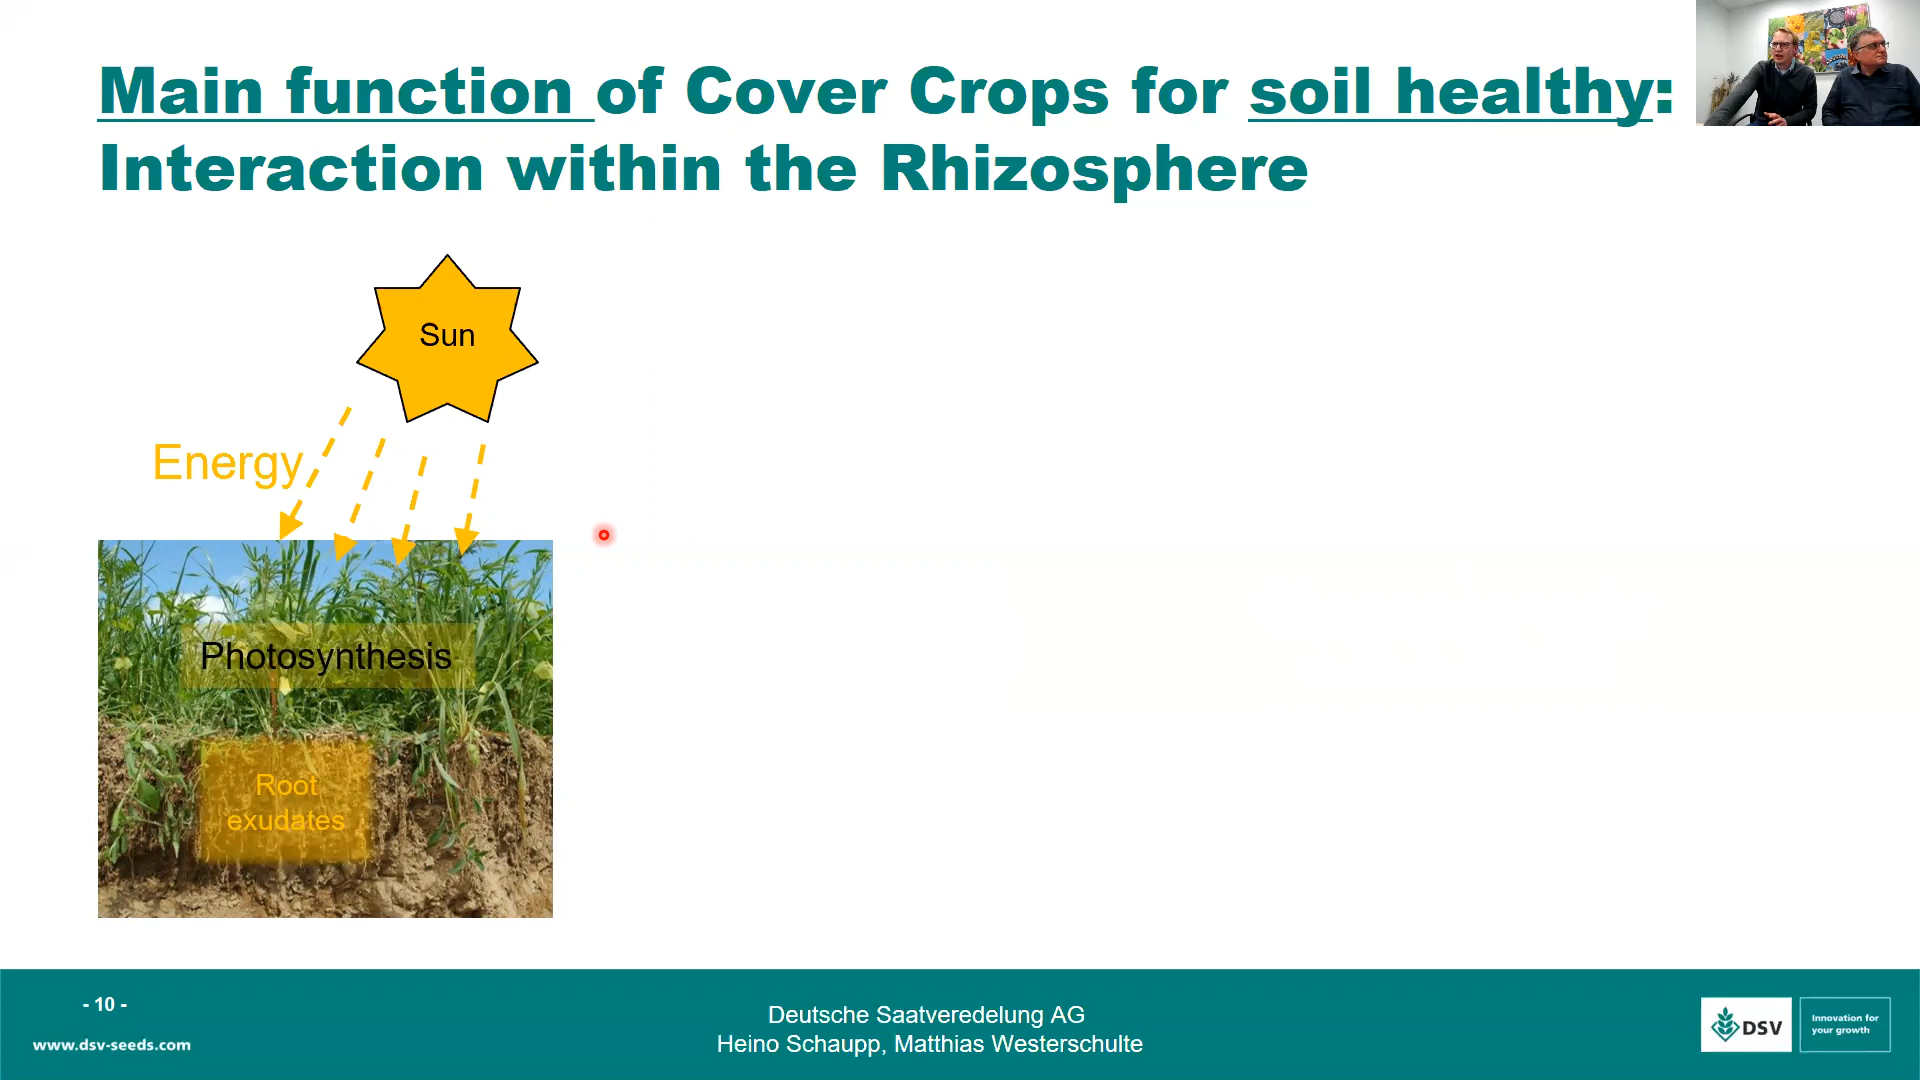 Main function of Cover Crops for soil healthy:
Interaction within the Rhizosphere
Sun
Energy
Photosynthesis
Root
exudates
- 10 -
www.dsv-seeds.com
Deutsche Saatveredelung AG
Heino Schaupp, Matthias Westerschulte
DSV
Innovation for
your growth